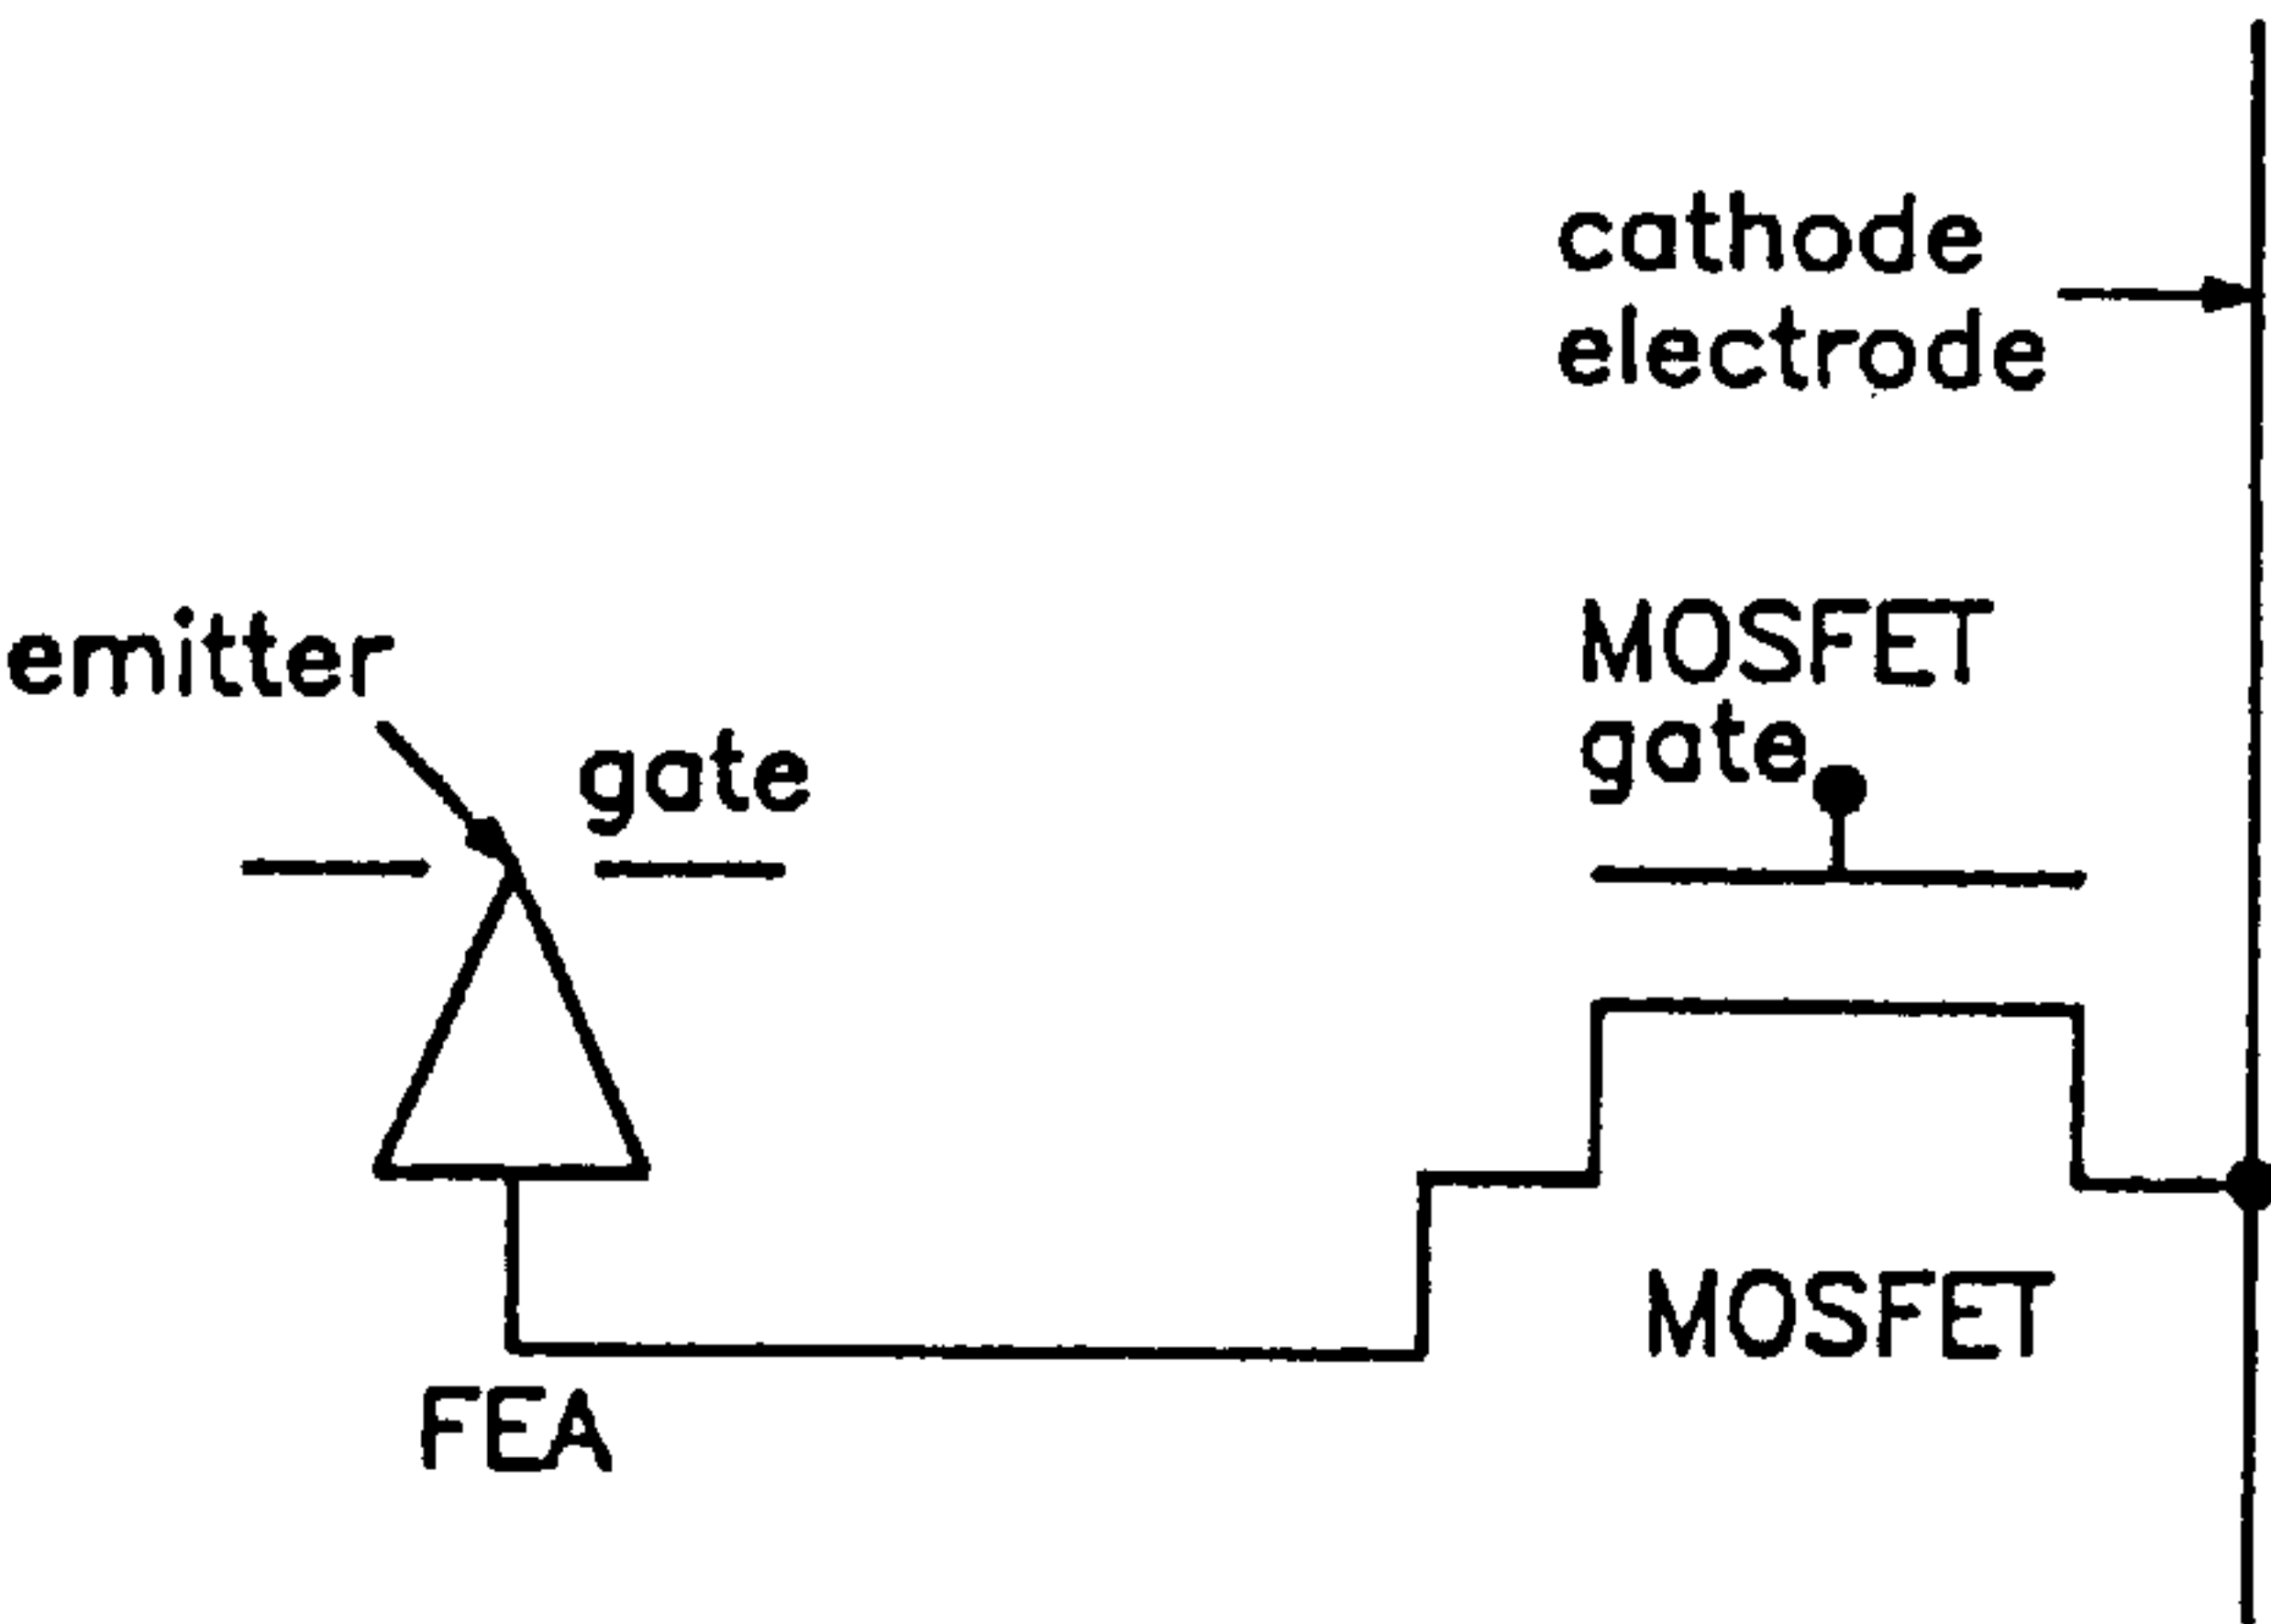 cathode
electrode
emitter
gate
MOSFET
gate
MOSFET
FEA